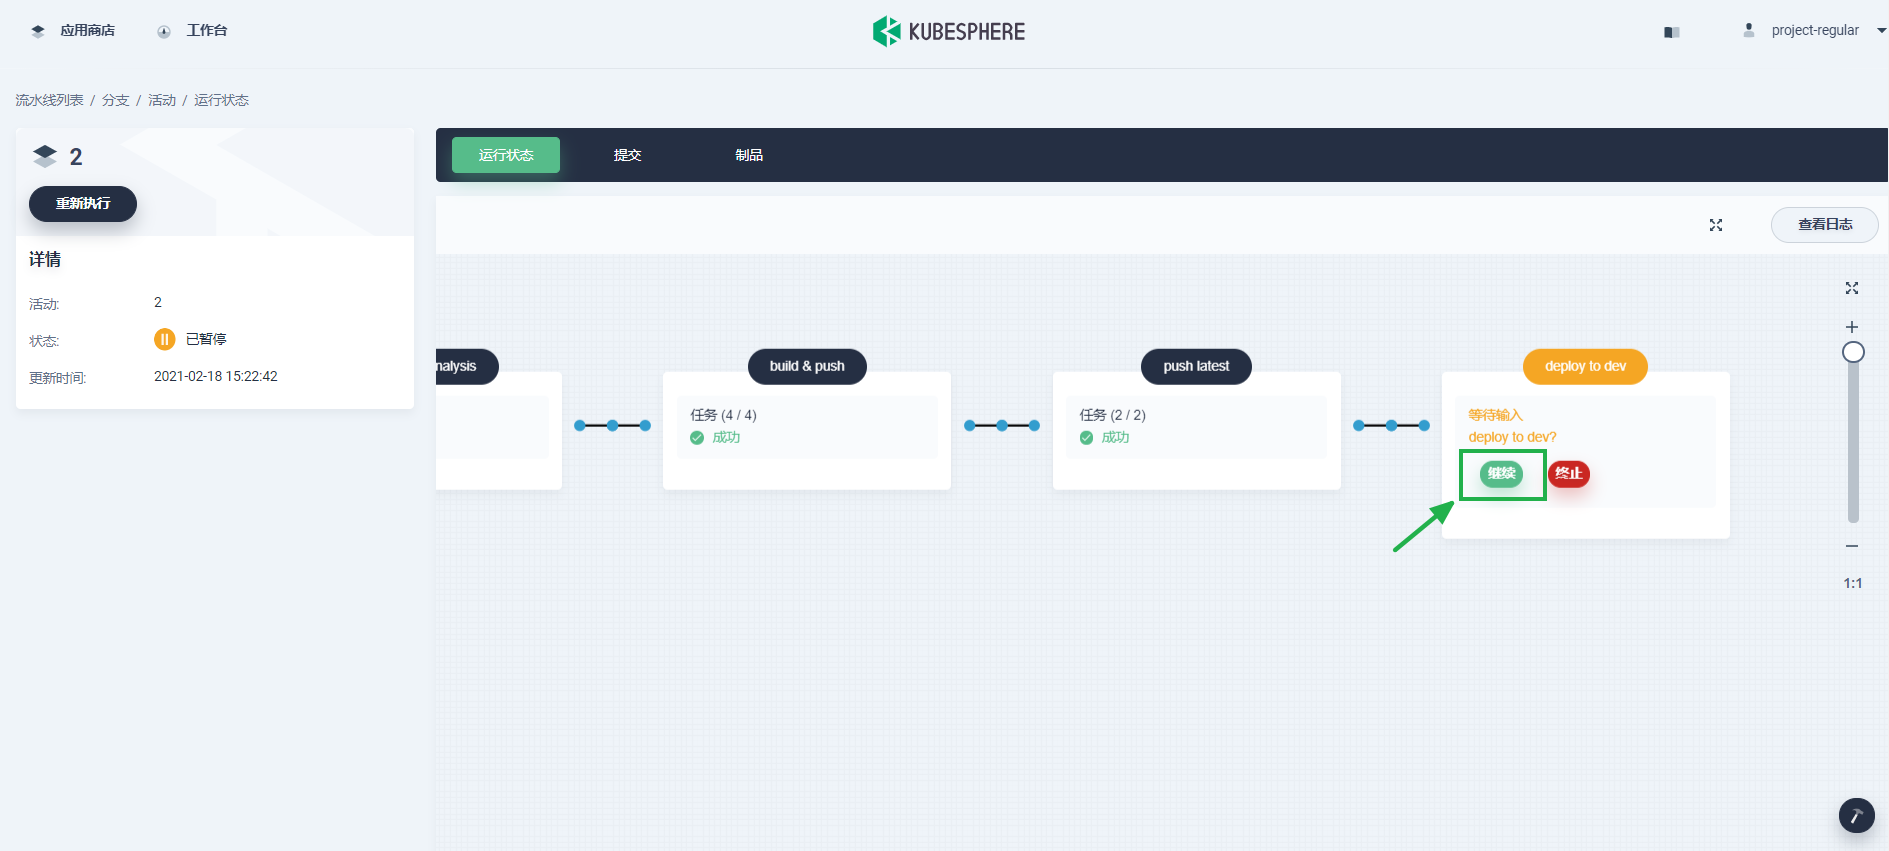 应用商店
工作台
KUBESPHERE
project-regular
流水线列表 / 分支 / 活动 / 运行状态
2
重新执行
详情
活动:
2
状态:
已暂停
更新时间:
2021-02-18 15:22:42
运行状态
提交
制品
查看日志
nalysis
build & push
任务 (4 / 4)
成功
push latest
任务 (2 / 2)
成功
deploy to dev
等待输入
deploy to dev?
继续
终止
1:1